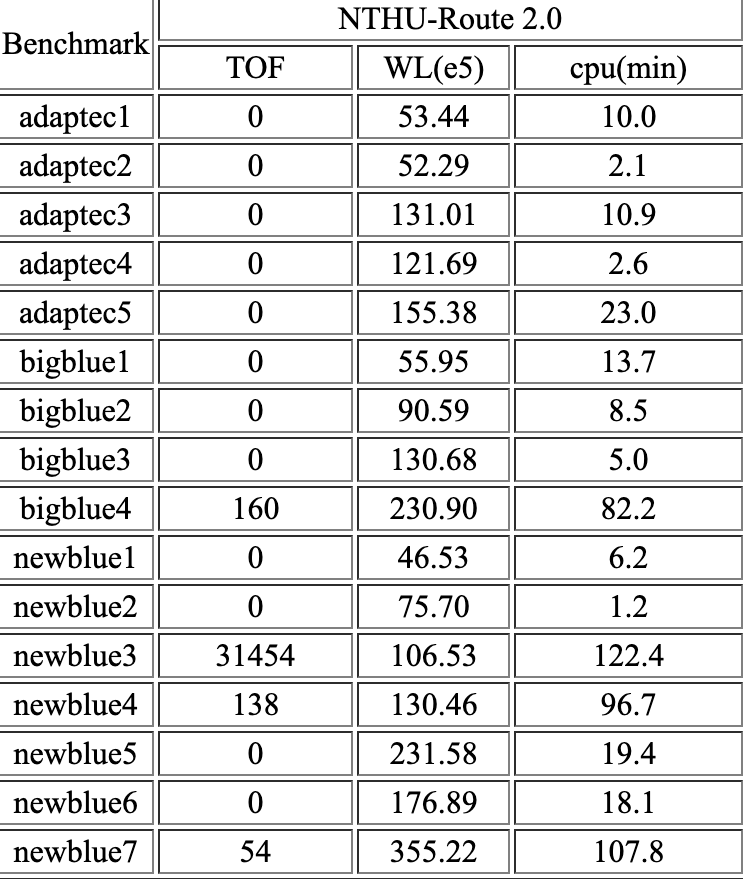 Benchmark NTHU-Route 2.0
TOF WL(e5) cpu(min)
adaptec1 0 53.44 10.0
adaptec2 0 52.29 2.1
adaptec3 0 131.01 10.9
adaptec4 0 121.69 2.6
adaptec5 0 155.38 23.0
bigblue1 0 55.95 13.7
bigblue2 0 90.59 8.5
bigblue3 0 130.68 5.0
bigblue4 160 230.90 82.2
newblue1 0 46.53 6.2
newblue2 0 75.70 1.2
newblue3 31454 106.53 122.4
newblue4 138 130.46 96.7
newblue5 0 231.58 19.4
newblue6 0 176.89 18.1
newblue7 54 355.22 107.8